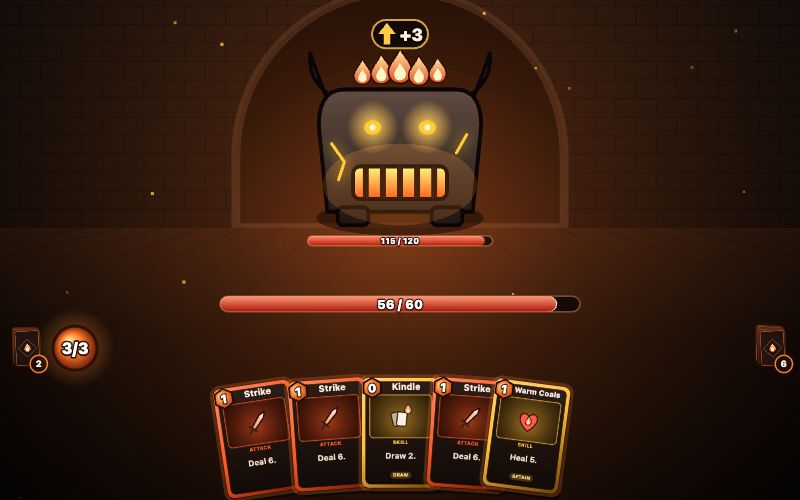 +3
115 / 120
56 / 60
2
3/3
6
1 Strike
ATTACK
Deal 6.
1 Strike
ATTACK
Deal 6.
0 Kindle
SKILL
Draw 2.
DRAW
1 Strike
ATTACK
Deal 6.
1 Warm Coals
SKILL
Heal 5.
RETAIN